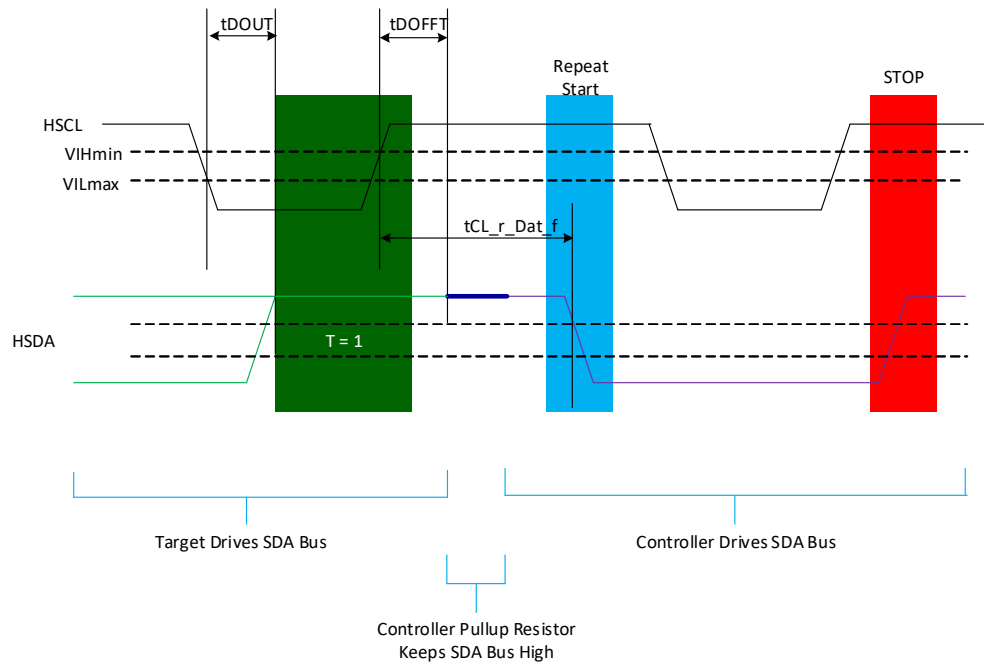 tDOUT
tDOFFT
Repeat
Start
STOP
HSCL
VIHmin
VILmax
tCL_r_Dat_f
HSDA
T = 1
Target Drives SDA Bus
Controller Drives SDA Bus
Controller Pullup Resistor
Keeps SDA Bus High